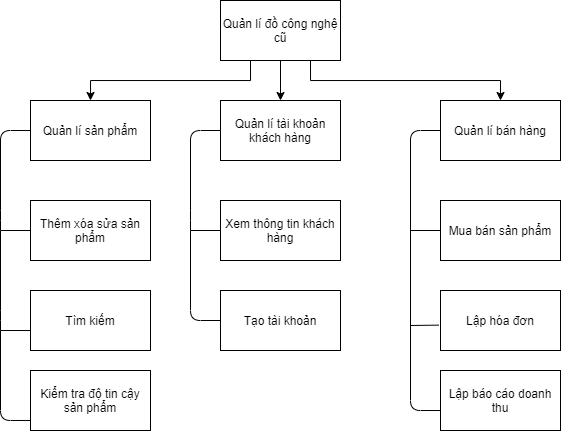 Quản lí đồ công nghệ
cũ
Quản lí sản phẩm
Quản lí tài khoản
khách hàng
Quản lí bán hàng
Thêm xóa sửa sản
phẩm
Xem thông tin khách
hàng
Mua bán sản phẩm
Tìm kiếm
Tạo tài khoản
Lập hóa đơn
Kiểm tra độ tin cậy
sản phẩm
Lập báo cáo doanh
thu